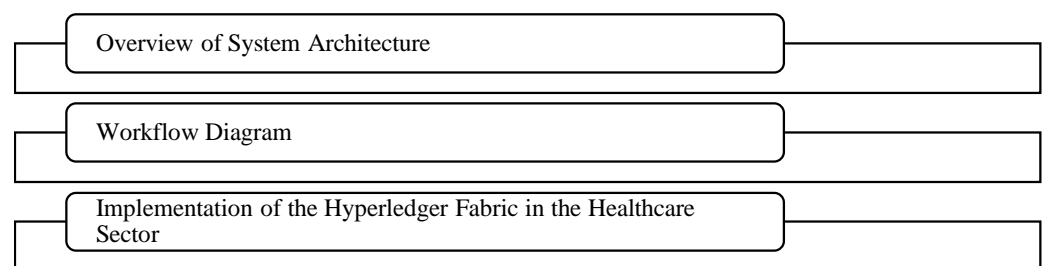 Overview of System Architecture
Workflow Diagram
Implementation of the Hyperledger Fabric in the Healthcare
Sector